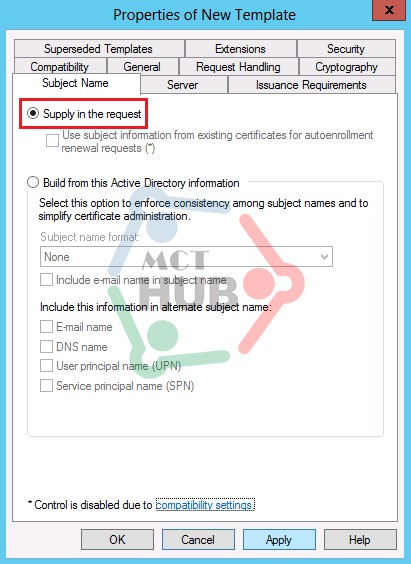 Properties of New Template
x
Superseded Templates Extensions Security
Compatibility General Request Handling Cryptography
Subject Name Server Issuance Requirements
Supply in the request
Use subject information from existing certificates for autoenrollment
renewal requests (*)
Build from this Active Directory information
Select this option to enforce consistency among subject names and to
simplify certificate administration.
Subject name format:
None
MCT
HUB
Include e-mail name in subject name
Include this information in alternate subject name:
E-mail name
DNS name
User principal name (UPN)
Service principal name (SPN)
* Control is disabled due to compatibility settings.
OK Cancel Apply Help